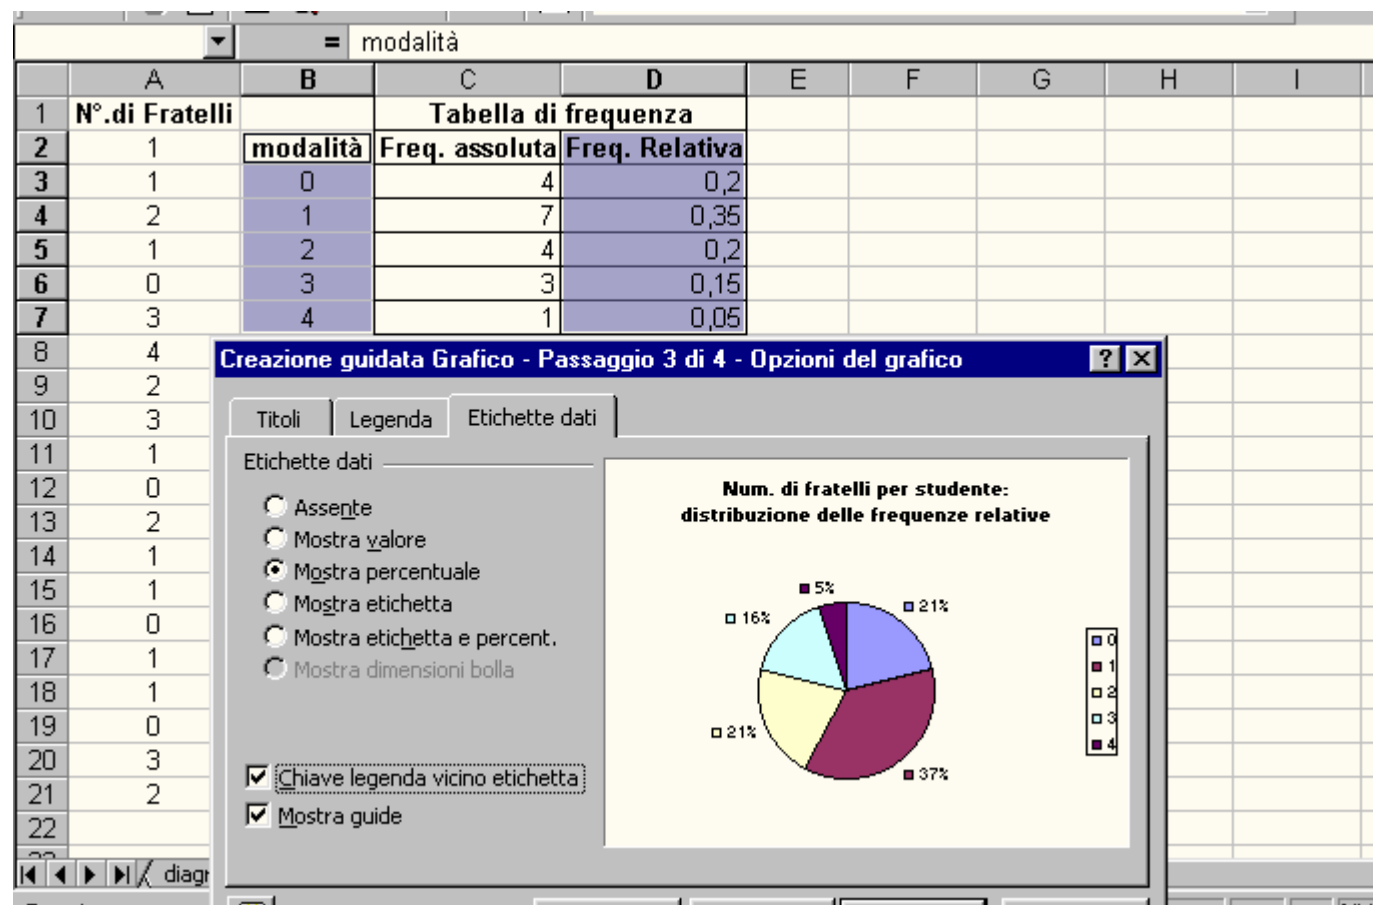 = modalità
A B C D E F G H I
1 N°.di Fratelli Tabella di frequenza
2 1 modalità Freq. assoluta Freq. Relativa
3 1 0 4 0,2
4 2 1 7 0,35
5 1 2 4 0,2
6 0 3 3 0,15
7 3 4 1 0,05
8 4
9 2
10 3
11 1
12 0
13 2
14 1
15 1
16 0
17 1
18 1
19 0
20 3
21 2
22
Creazione guidata Grafico - Passaggio 3 di 4 - Opzioni del grafico ? X
Titoli Legenda Etichette dati
Etichette dati
Assente
Mostra valore
Mostra percentuale
Mostra etichetta
Mostra etichetta e percent.
Mostra dimensioni bolla
Chiave legenda vicino etichetta
Mostra guide
Num. di fratelli per studente:
distribuzione delle frequenze relative
5%
21%
16%
21%
37%
0
1
2
3
4
diagr